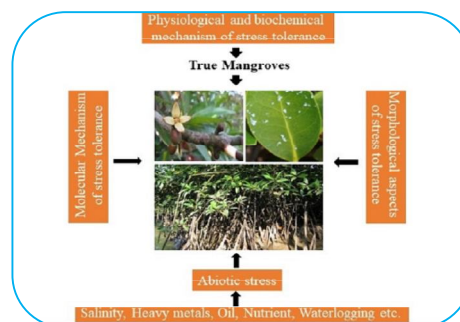 Physiological and biochemical
mechanism of stress tolerance
True Mangroves
Molecular Mechanism
of stress tolerance
Morphological aspects
of stress tolerance
Abiotic stress
Salinity, Heavy metals, Oil, Nutrient, Waterlogging etc.